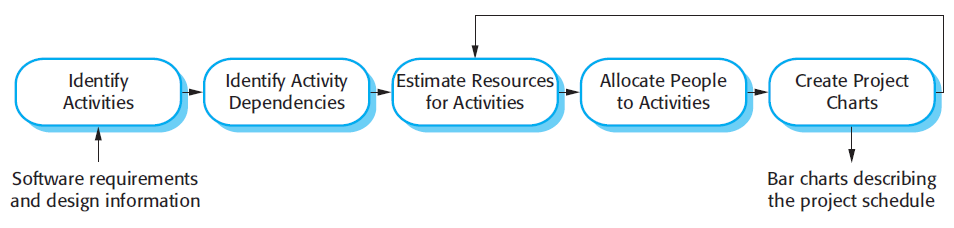 Identify
Activities
Identify Activity
Dependencies
Estimate Resources
for Activities
Allocate People
to Activities
Create Project
Charts
Software requirements
and design information
Bar charts describing
the project schedule